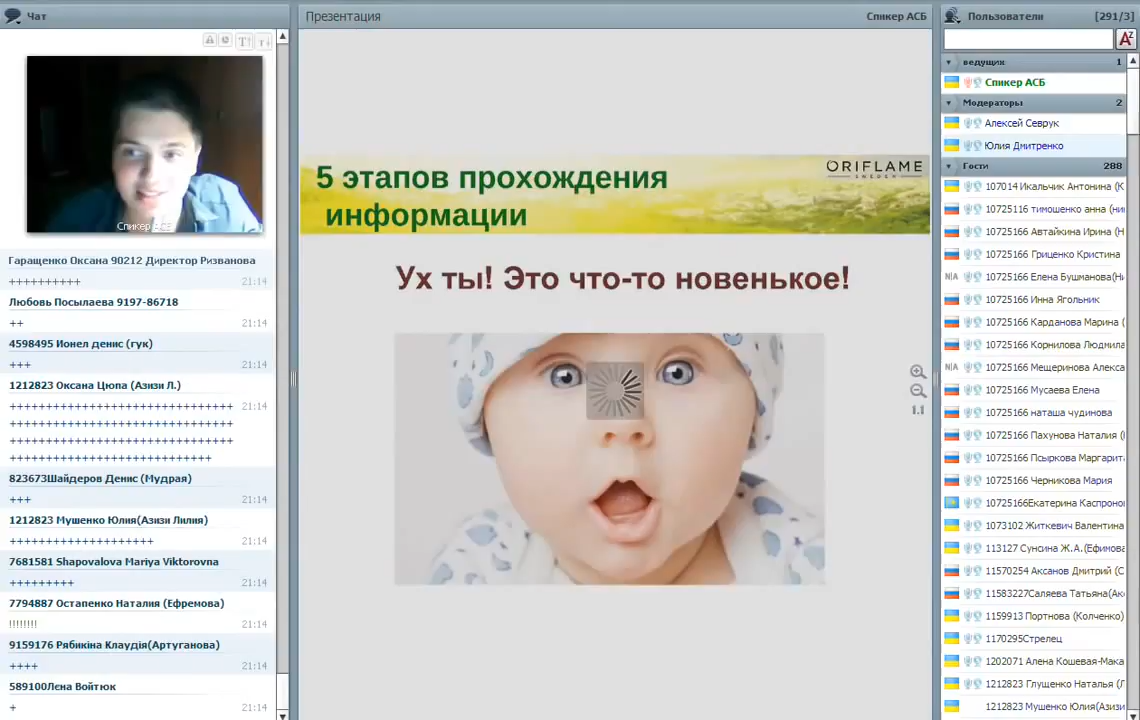 Чат
Спикер АСБ
Гаращенко Оксана 90212 Директор Ризванова
++++++++++ 21:14
Любовь Посылаева 9197-86718
++ 21:14
4598495 Ионел денис (гук)
+++ 21:14
1212823 Оксана Цюпа (Азизи Л.)
+++++++++++++++++++++++++++++++ 21:14
+++++++++++++++++++++++++++++++
+++++++++++++++++++++++++++++++
++++++++++++++++++++++++++++
823673Шайдеров Денис (Мудрая)
+++ 21:14
1212823 Мушенко Юлия(Азизи Лилия)
++++++++++++++++++++ 21:14
7681581 Shapovalova Mariya Viktorovna
+++++++++ 21:14
7794887 Остапенко Наталия (Ефремова)
!!!!!!!! 21:14
9159176 Рябикіна Клаудія(Артуганова)
++++ 21:14
589100Лена Войтюк
+ 21:14
Презентация Спикер АСБ
5 этапов прохождения
информации
ORIFLAME
SWEDEN
Ух ты! Это что-то новенькое!
1:1
Пользователи [291/3]
ведущих 1
Спикер АСБ
Модераторы 2
Алексей Севрук
Юлия Дмитренко
Гости 288
107014 Икальчик Антонина (К
10725116 тимошенко анна (ни
10725166 Автайкина Ирина (Н
10725166 Гриценко Кристина
N/A 10725166 Елена Бушманова(Ни
10725166 Инна Ягольник
10725166 Карданова Марина (
10725166 Корнилова Людмила
N/A 10725166 Мещеринова Алекса
10725166 Мусаева Елена
10725166 наташа чудинова
10725166 Пахунова Наталия (
10725166 Псыркова Маргарита
10725166 Черникова Мария
10725166Екатерина Каспроно
1073102 Житкевич Валентина
113127 Сунсина Ж.А.(Ефимова
11570254 Аксанов Дмитрий (С
11583227Саляева Татьяна(Ак
1159913 Портнова (Колченко)
1170295Стрелец
1202071 Алена Кошевая-Мака
1212823 Глущенко Наталья (Л
1212823 Мушенко Юлия(Азизи